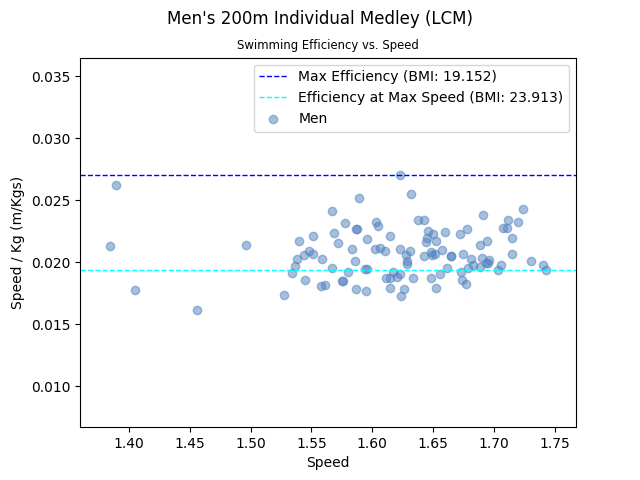 Men's 200m Individual Medley (LCM)
Swimming Efficiency vs. Speed
Max Efficiency (BMI: 19.152)
Efficiency at Max Speed (BMI: 23.913)
Men
Speed / Kg (m/Kgs)
0.035
0.030
0.025
0.020
0.015
0.010
1.40 1.45 1.50 1.55 1.60 1.65 1.70 1.75
Speed